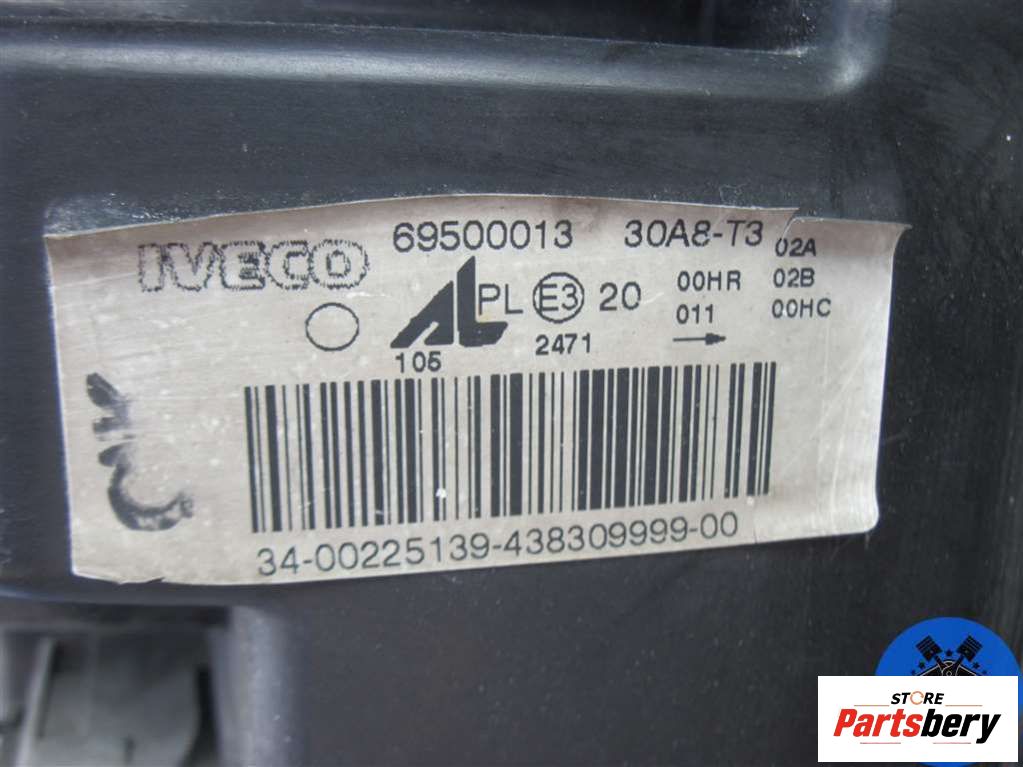 IVECO 69500013 30A8-T3 02A
AL PL E3 20 00HR 02B
011 00HC
105 2471
34-00225139-438309999-00
STORE
Partsbery